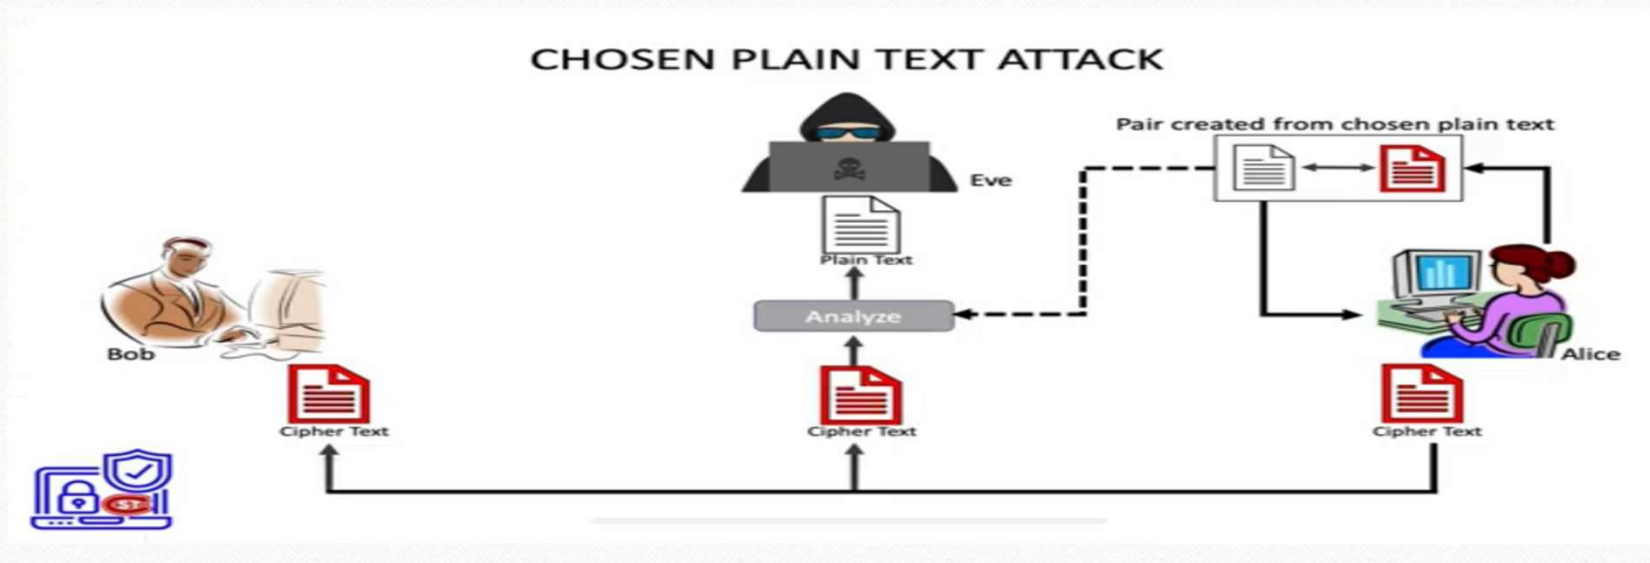 CHOSEN PLAIN TEXT ATTACK
Pair created from chosen plain text
Eve
Plain Text
Analyze
Bob
Alice
Cipher Text
Cipher Text
Cipher Text
ST